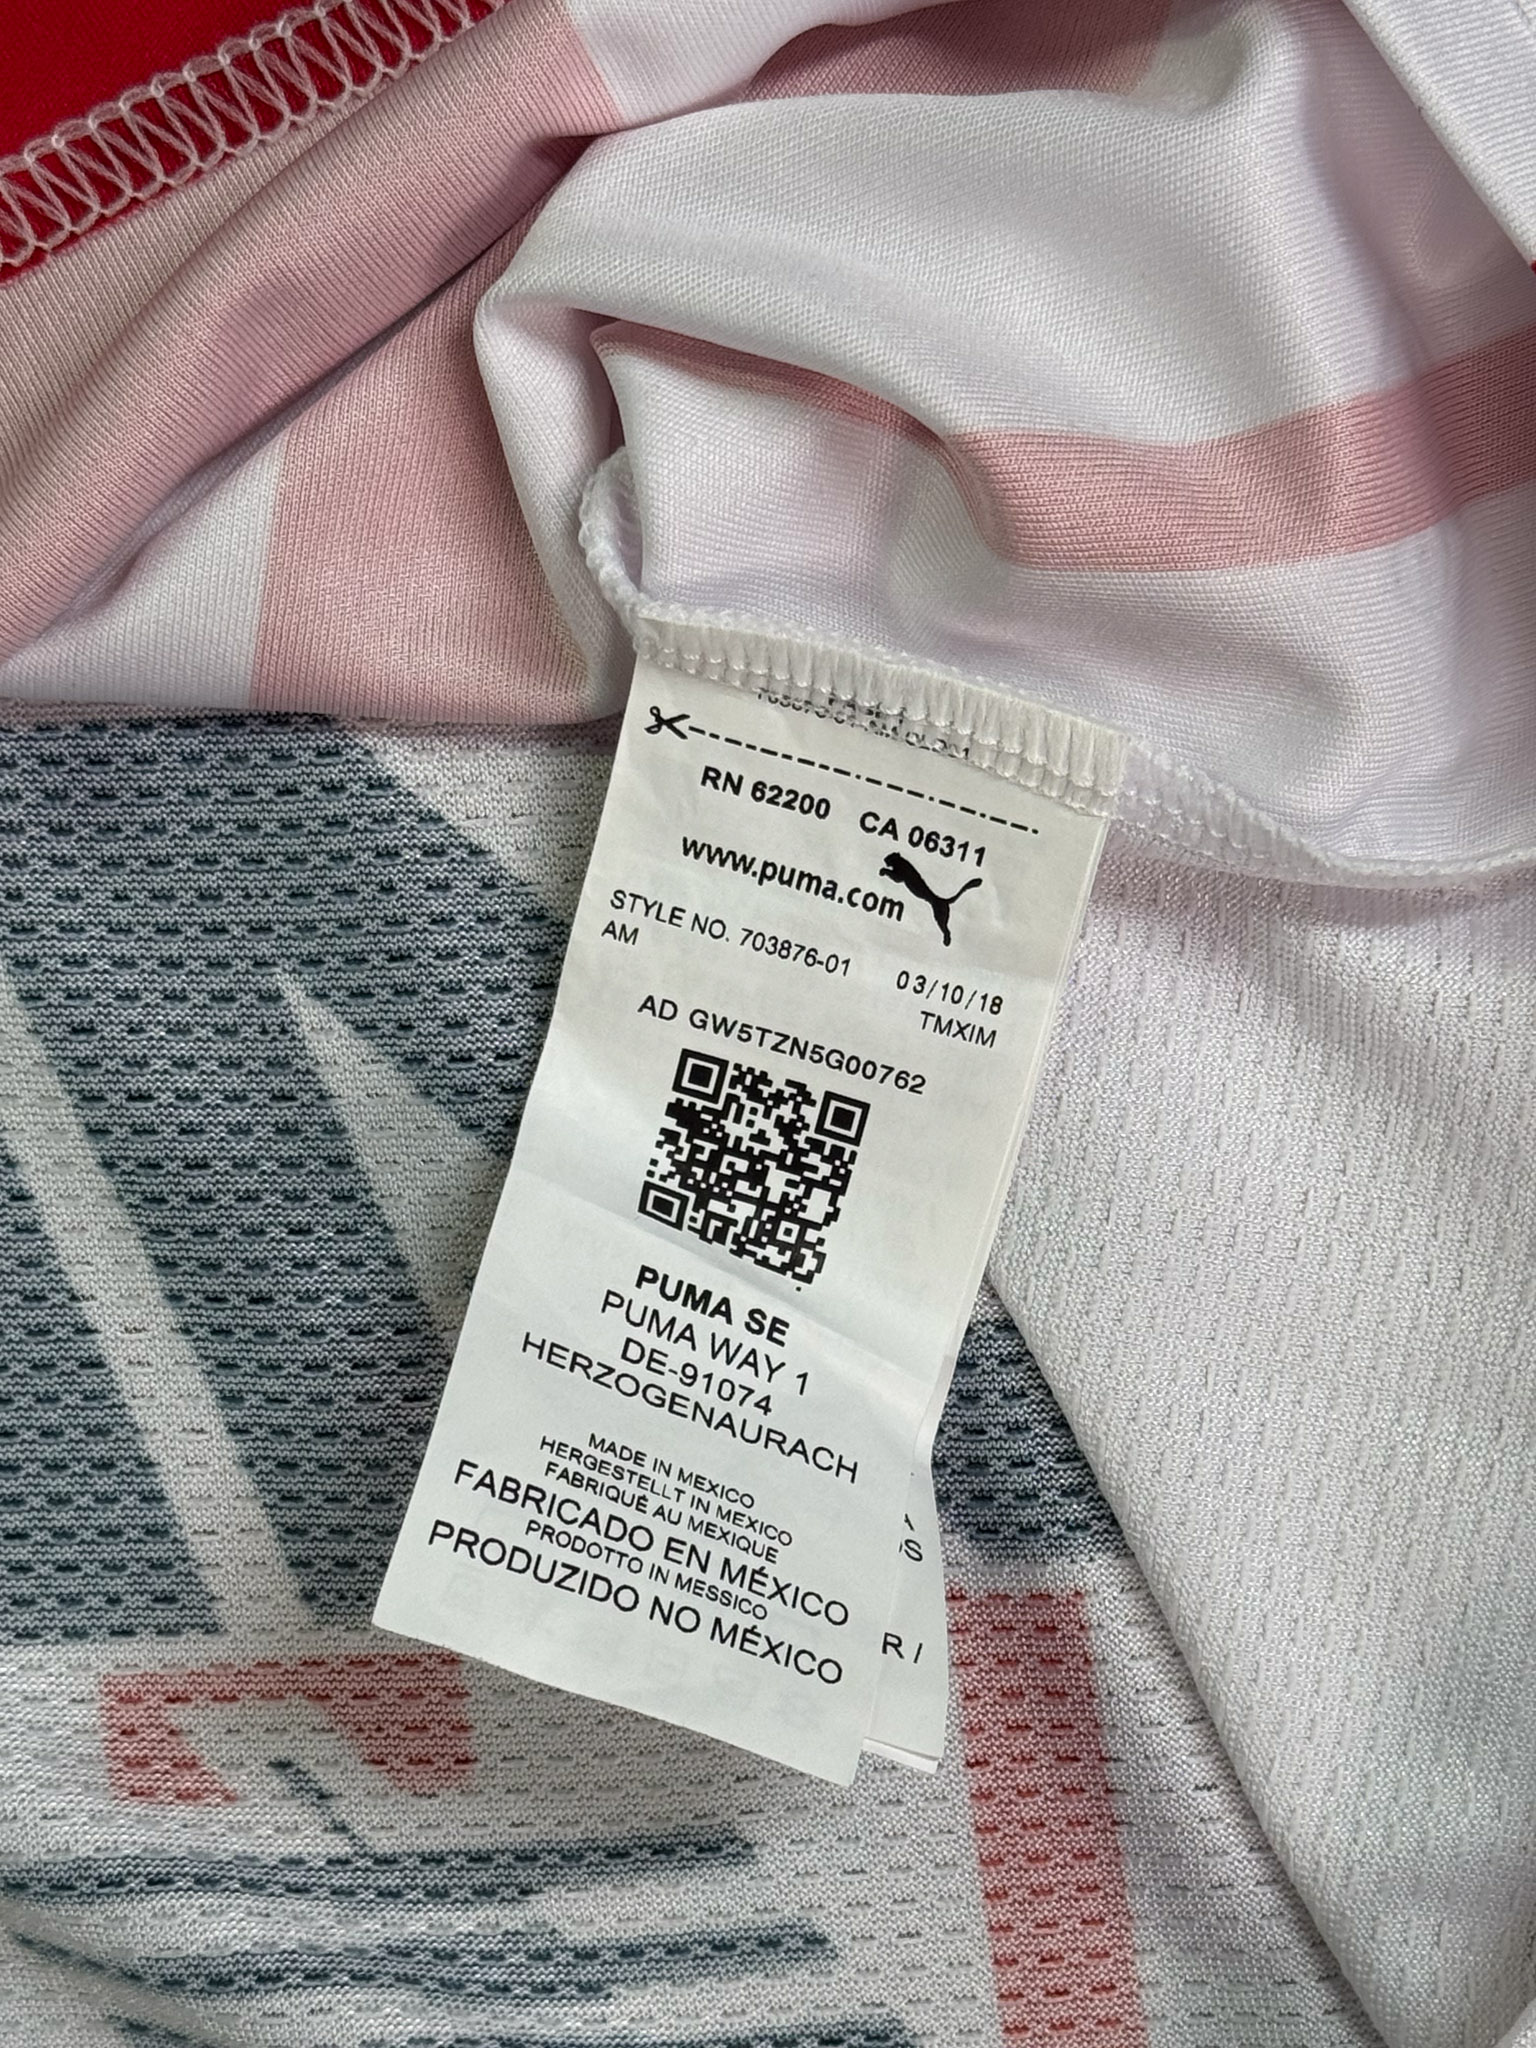 RN 62200 CA 06311
www.puma.com
STYLE NO. 703876-01 03/10/18
AM TMXIM
AD GW5TZN5G00762
PUMA SE
PUMA WAY 1
DE-91074
HERZOGENAURACH
MADE IN MEXICO
HERGESTELLT IN MEXICO
FABRIQUÉ AU MEXIQUE
FABRICADO EN MÉXICO
PRODOTTO IN MESSICO
PRODUZIDO NO MÉXICO
R /